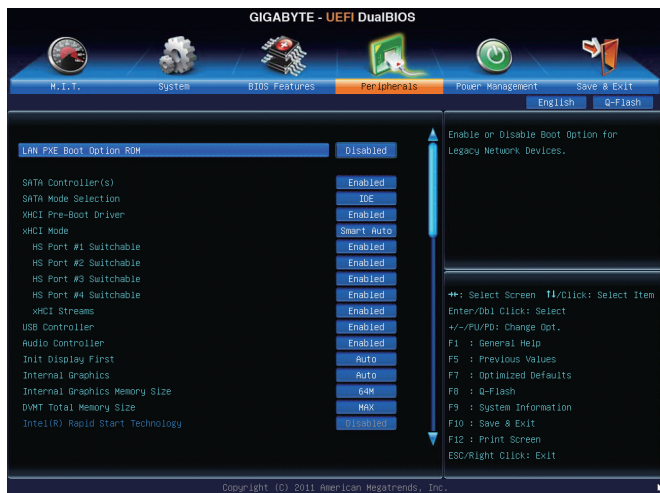 GIGABYTE - UEFI DualBIOS
M.I.T. System BIOS Features Peripherals Power Management Save & Exit
English Q-Flash
LAN PXE Boot Option ROM Disabled
SATA Controller(s) Enabled
SATA Mode Selection IDE
XHCI Pre-Boot Driver Enabled
xHCI Mode Smart Auto
HS Port #1 Switchable Enabled
HS Port #2 Switchable Enabled
HS Port #3 Switchable Enabled
HS Port #4 Switchable Enabled
xHCI Streams Enabled
USB Controller Enabled
Audio Controller Enabled
Init Display First Auto
Internal Graphics Auto
Internal Graphics Memory Size 64M
DVMT Total Memory Size MAX
Intel(R) Rapid Start Technology Disabled
Enable or Disable Boot Option for
Legacy Network Devices.
→←: Select Screen ↑↓/Click: Select Item
Enter/Dbl Click: Select
+/-/PU/PD: Change Opt.
F1 : General Help
F5 : Previous Values
F7 : Optimized Defaults
F8 : Q-Flash
F9 : System Information
F10 : Save & Exit
F12 : Print Screen
ESC/Right Click: Exit
Copyright (C) 2011 American Megatrends, Inc.